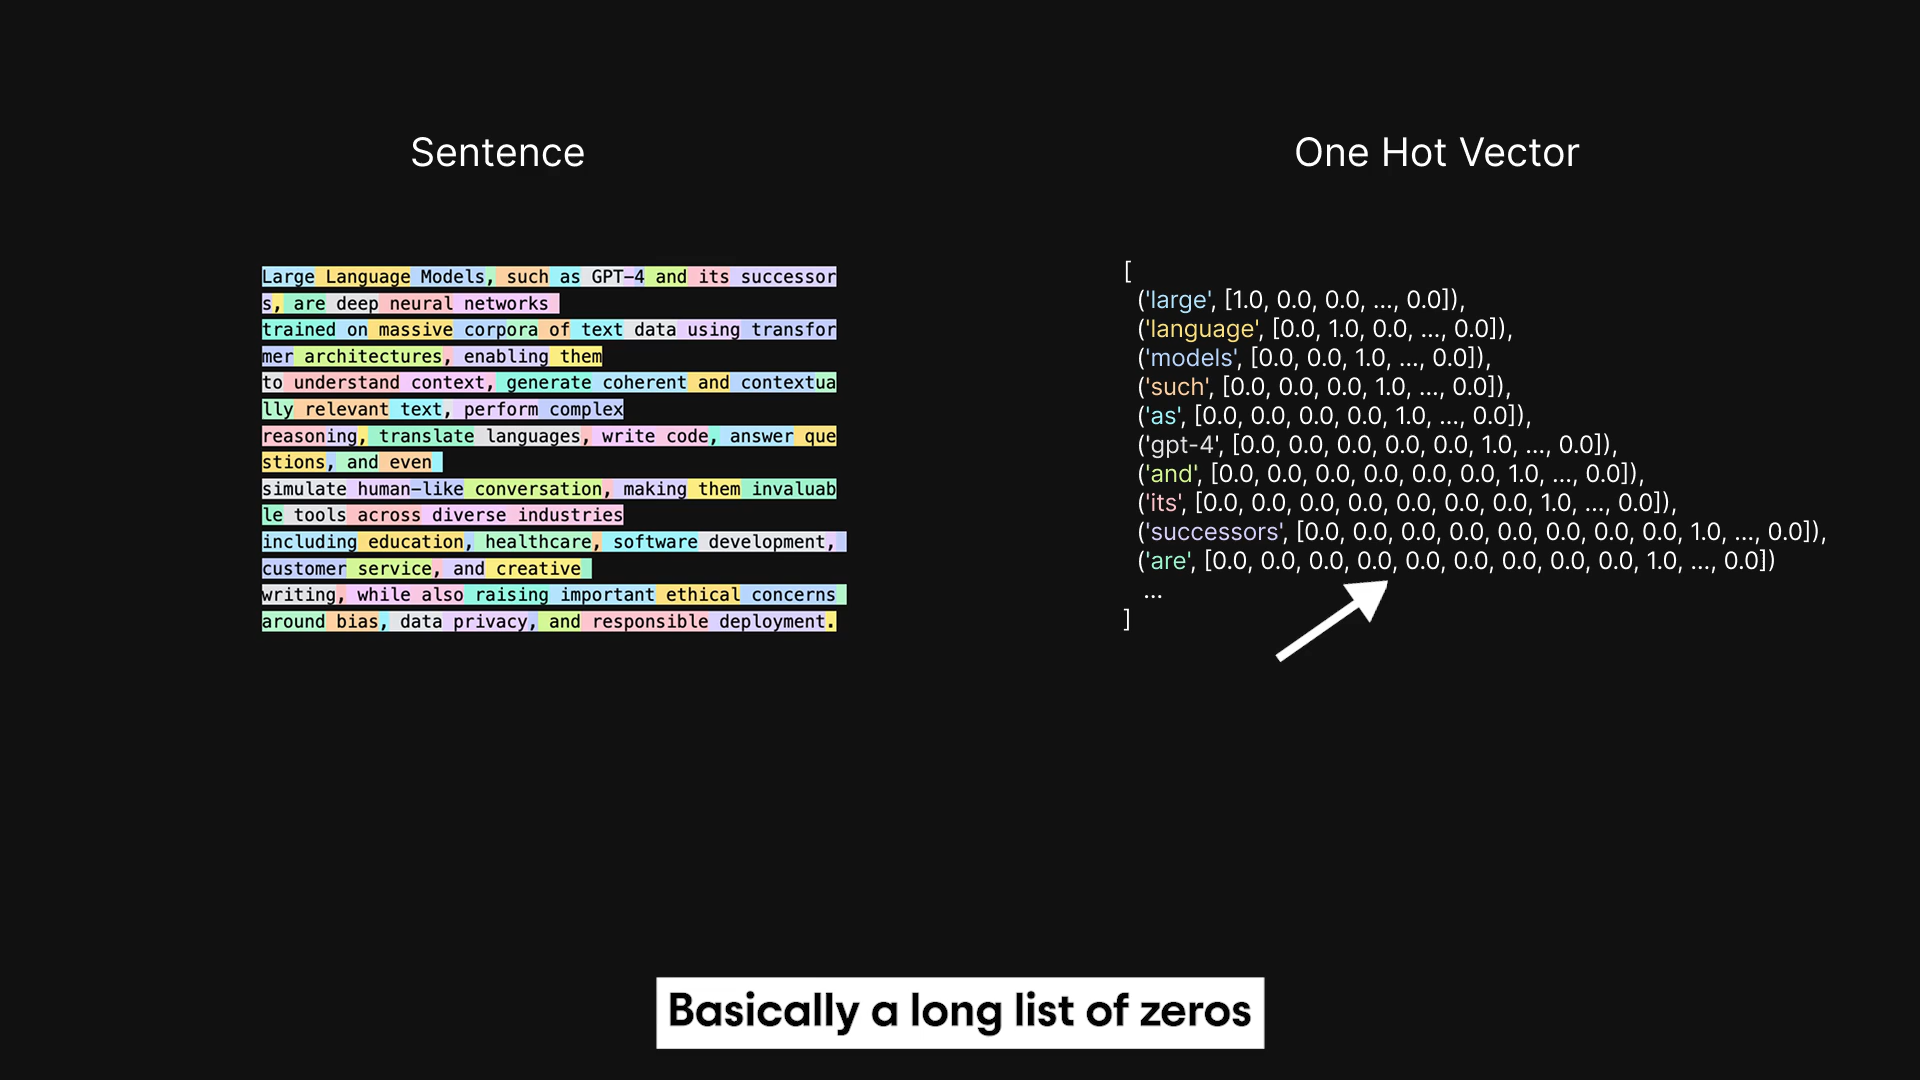 Sentence
One Hot Vector
Large Language Models, such as GPT-4 and its successor
s, are deep neural networks
trained on massive corpora of text data using transfor
mer architectures, enabling them
to understand context, generate coherent and contextua
lly relevant text, perform complex
reasoning, translate languages, write code, answer que
stions, and even
simulate human-like conversation, making them invaluab
le tools across diverse industries
including education, healthcare, software development,
customer service, and creative
writing, while also raising important ethical concerns
around bias, data privacy, and responsible deployment.
[
('large', [1.0, 0.0, 0.0, ..., 0.0]),
('language', [0.0, 1.0, 0.0, ..., 0.0]),
('models', [0.0, 0.0, 1.0, ..., 0.0]),
('such', [0.0, 0.0, 0.0, 1.0, ..., 0.0]),
('as', [0.0, 0.0, 0.0, 0.0, 1.0, ..., 0.0]),
('gpt-4', [0.0, 0.0, 0.0, 0.0, 0.0, 1.0, ..., 0.0]),
('and', [0.0, 0.0, 0.0, 0.0, 0.0, 0.0, 1.0, ..., 0.0]),
('its', [0.0, 0.0, 0.0, 0.0, 0.0, 0.0, 0.0, 1.0, ..., 0.0]),
('successors', [0.0, 0.0, 0.0, 0.0, 0.0, 0.0, 0.0, 0.0, 1.0, ..., 0.0]),
('are', [0.0, 0.0, 0.0, 0.0, 0.0, 0.0, 0.0, 0.0, 0.0, 1.0, ..., 0.0])
...
]
Basically a long list of zeros